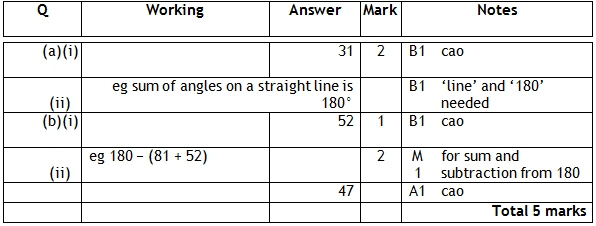 Q Working Answer Mark Notes
(a)(i) 31 2 B1 cao
eg sum of angles on a straight line is B1 ‘line’ and ‘180’
(ii) 180° needed
(b)(i) 52 1 B1 cao
eg 180 – (81 + 52) 2 M for sum and
(ii) 1 subtraction from 180
47 A1 cao
Total 5 marks